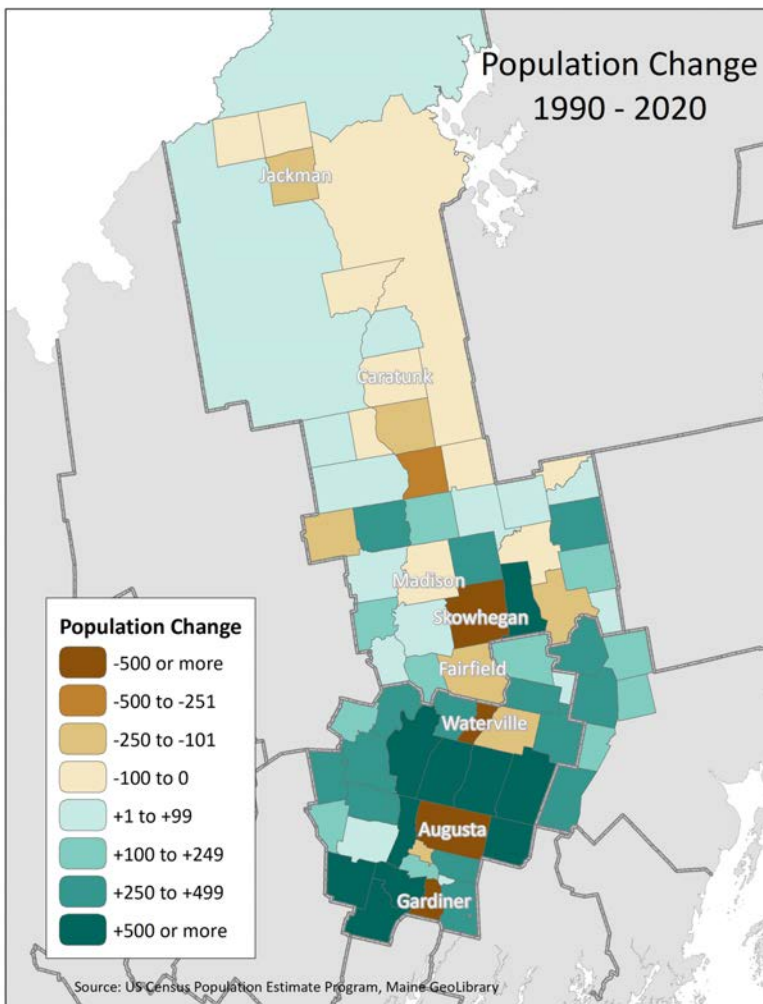 Population Change
1990 - 2020
Jackman
Caratunk
Madison
Skowhegan
Fairfield
Waterville
Augusta
Gardiner
Population Change
-500 or more
-500 to -251
-250 to -101
-100 to 0
+1 to +99
+100 to +249
+250 to +499
+500 or more
Source: US Census Population Estimate Program, Maine GeoLibrary